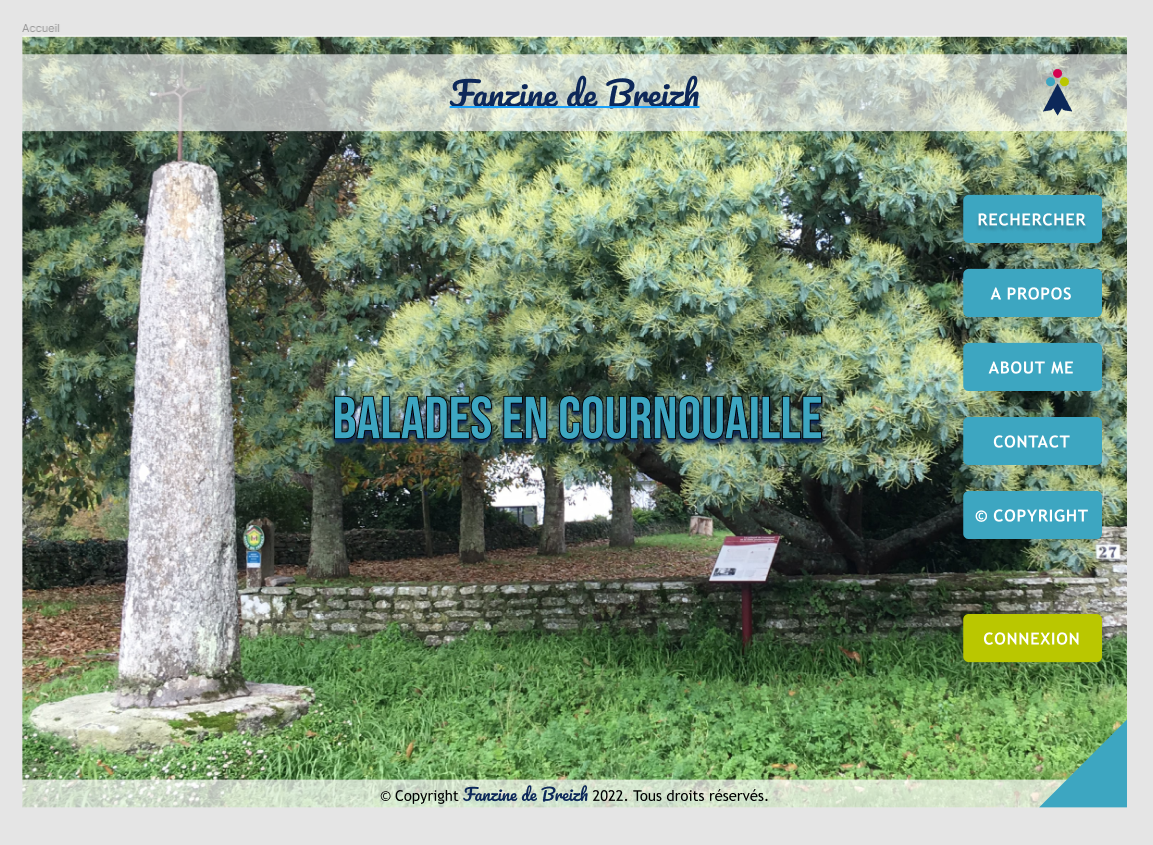 Accueil
Fanzine de Breizh
RECHERCHER
A PROPOS
ABOUT ME
BALADES EN COURNOUAILLE
CONTACT
© COPYRIGHT
27
CONNEXION
© Copyright Fanzine de Breizh 2022. Tous droits réservés.